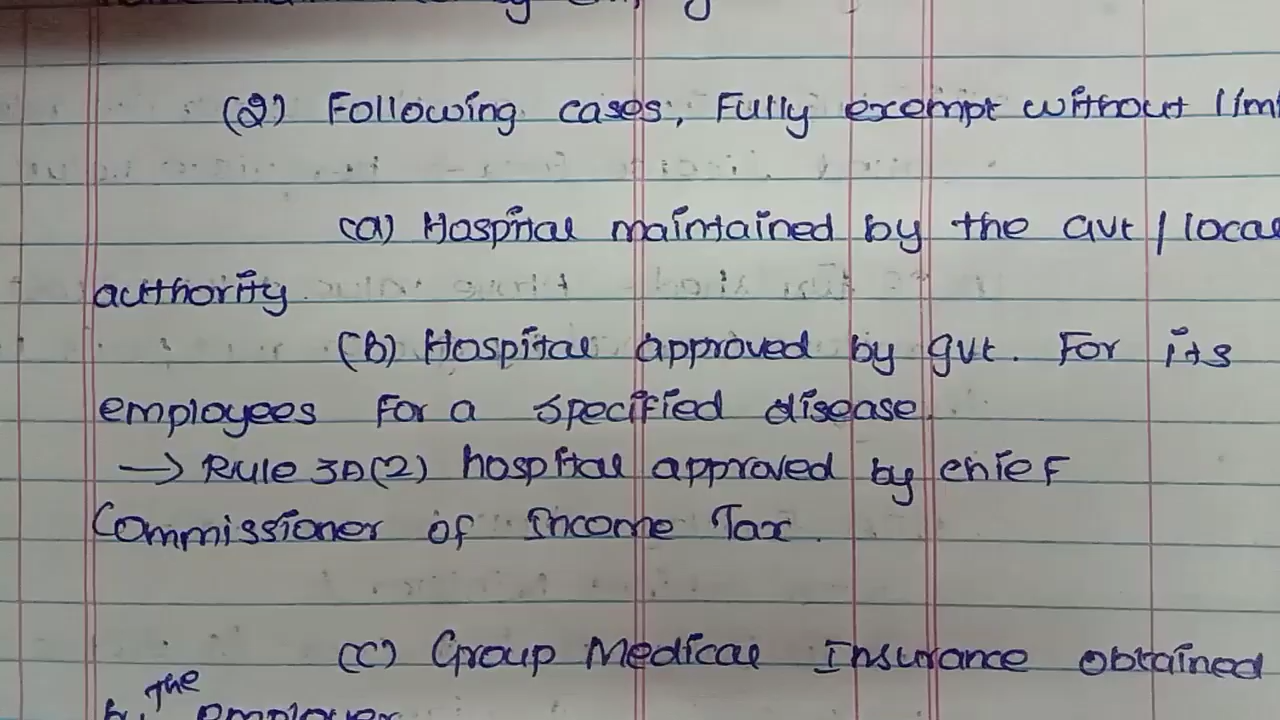 (2) Following cases, Fully exempt without lim
(a) Hospital maintained by the Gvt / local
authority
(b) Hospital approved by gvt. For its
employees For a specified disease.
→ Rule 3A(2) hospital approved by chief
Commissioner of Income Tax.
(c) Group Medical Insurance obtained
by the employer